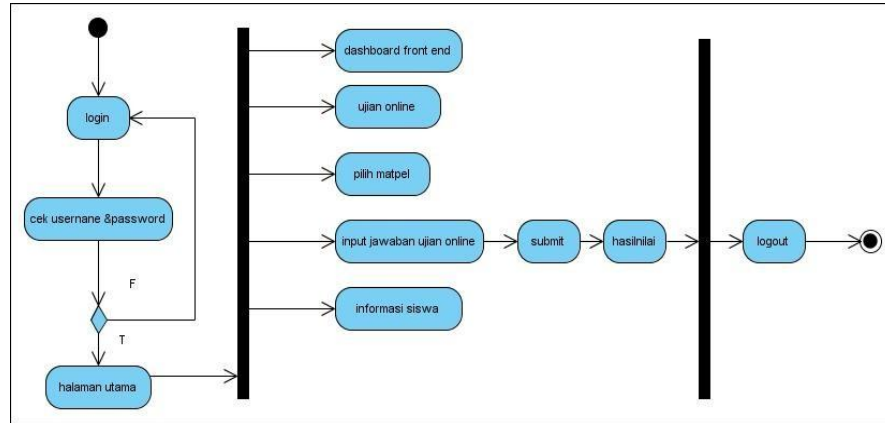 login
cek usernane &password
F
T
halaman utama
dashboard front end
ujian online
pilih matpel
input jawaban ujian online
submit
hasilnilai
logout
informasi siswa